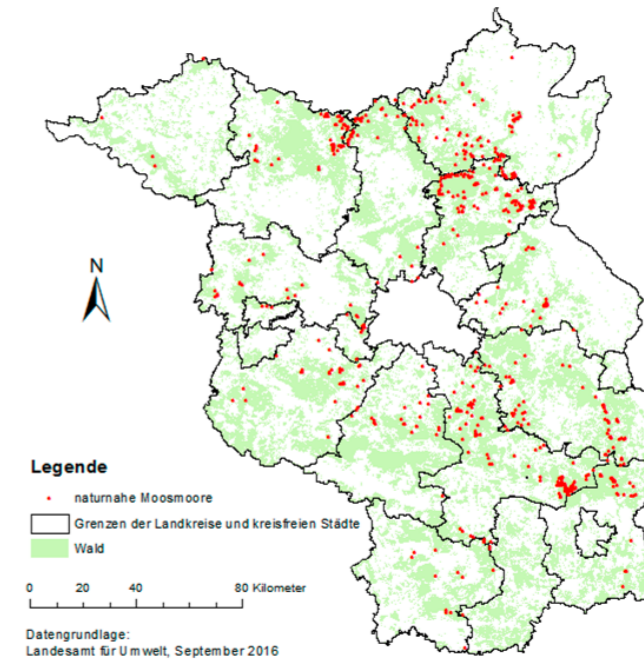 N
Legende
naturnahe Moosmoore
Grenzen der Landkreise und kreisfreien Städte
Wald
0 20 40 80 Kilometer
Datengrundlage:
Landesamt für Umwelt, September 2016